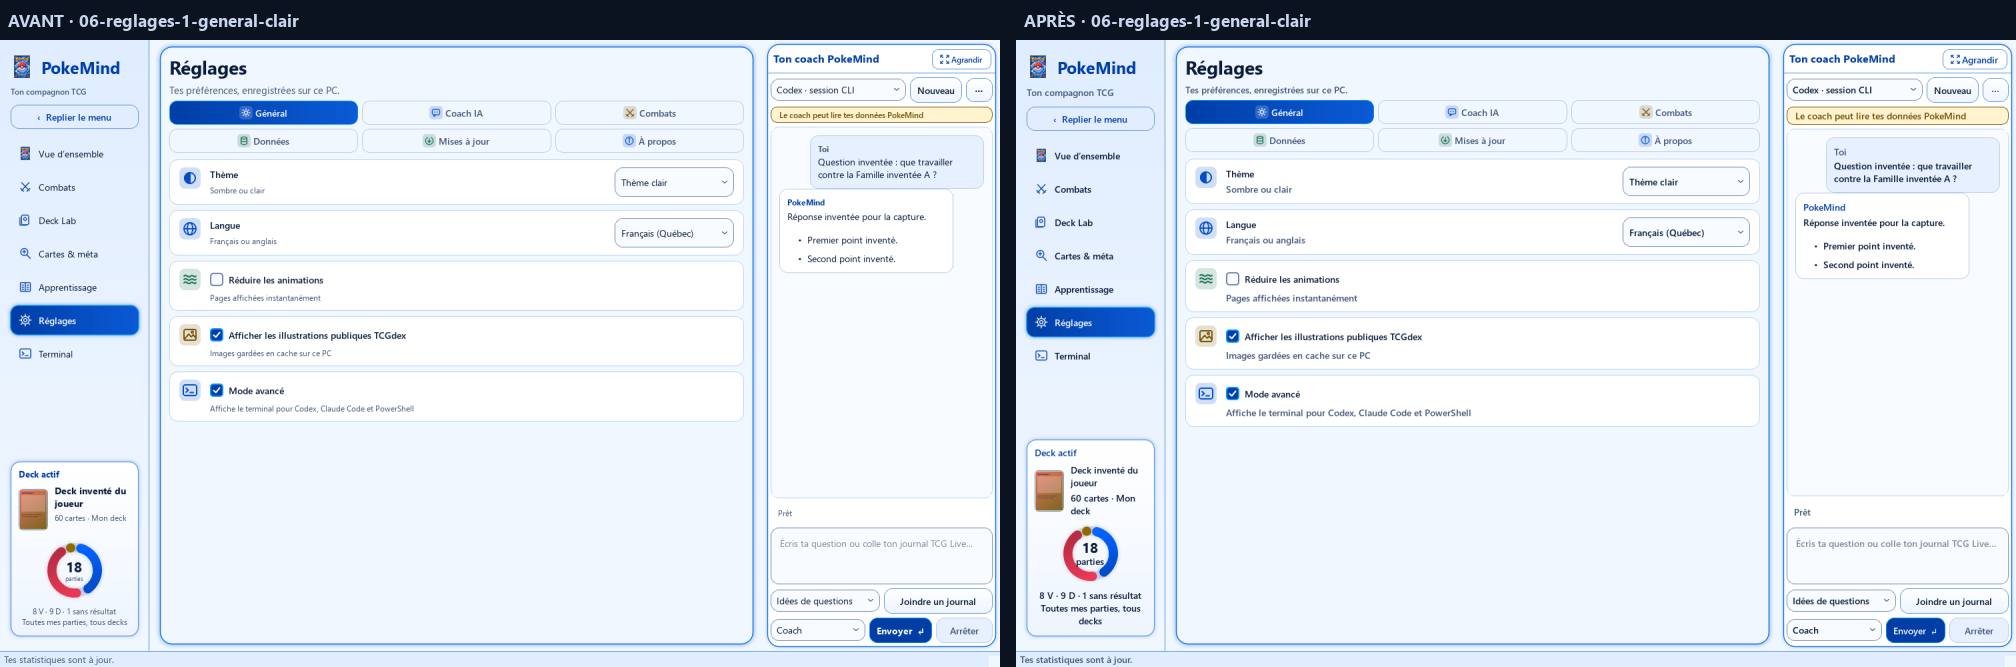 AVANT · 06-reglages-1-general-clair
PokeMind
Ton compagnon TCG
‹ Replier le menu
Vue d'ensemble
Combats
Deck Lab
Cartes & méta
Apprentissage
Réglages
Terminal
Deck actif
Deck inventé du
joueur
60 cartes · Mon deck
18
parties
8 V · 9 D · 1 sans résultat
Toutes mes parties, tous decks
Réglages
Tes préférences, enregistrées sur ce PC.
Général
Coach IA
Combats
Données
Mises à jour
À propos
Thème
Sombre ou clair
Thème clair
Langue
Français ou anglais
Français (Québec)
Réduire les animations
Pages affichées instantanément
Afficher les illustrations publiques TCGdex
Images gardées en cache sur ce PC
Mode avancé
Affiche le terminal pour Codex, Claude Code et PowerShell
Ton coach PokeMind
Agrandir
Codex · session CLI
Nouveau
...
Le coach peut lire tes données PokeMind
Toi
Question inventée : que travailler
contre la Famille inventée A ?
PokeMind
Réponse inventée pour la capture.
• Premier point inventé.
• Second point inventé.
Prêt
Écris ta question ou colle ton journal TCG Live...
Idées de questions
Joindre un journal
Coach
Envoyer ↲
Arrêter
Tes statistiques sont à jour.
APRÈS · 06-reglages-1-general-clair
PokeMind
Ton compagnon TCG
‹ Replier le menu
Vue d'ensemble
Combats
Deck Lab
Cartes & méta
Apprentissage
Réglages
Terminal
Deck actif
Deck inventé du
joueur
60 cartes · Mon
deck
18
parties
8 V · 9 D · 1 sans résultat
Toutes mes parties, tous
decks
Réglages
Tes préférences, enregistrées sur ce PC.
Général
Coach IA
Combats
Données
Mises à jour
À propos
Thème
Sombre ou clair
Thème clair
Langue
Français ou anglais
Français (Québec)
Réduire les animations
Pages affichées instantanément
Afficher les illustrations publiques TCGdex
Images gardées en cache sur ce PC
Mode avancé
Affiche le terminal pour Codex, Claude Code et PowerShell
Ton coach PokeMind
Agrandir
Codex · session CLI
Nouveau
...
Le coach peut lire tes données PokeMind
Toi
Question inventée : que travailler
contre la Famille inventée A ?
PokeMind
Réponse inventée pour la capture.
• Premier point inventé.
• Second point inventé.
Prêt
Écris ta question ou colle ton journal TCG Live...
Idées de questions
Joindre un journal
Coach
Envoyer ↲
Arrêter
Tes statistiques sont à jour.